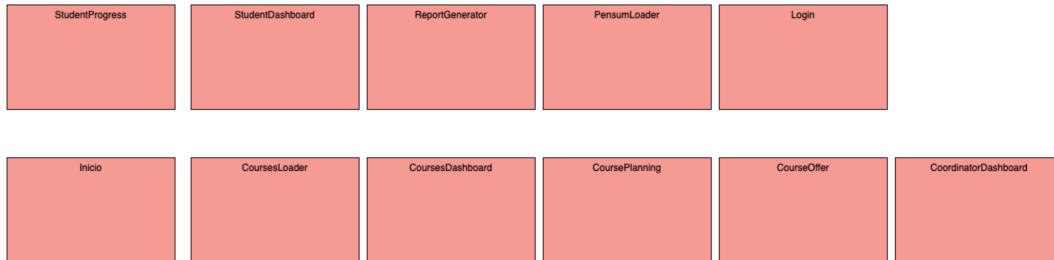 StudentProgress
StudentDashboard
ReportGenerator
PensumLoader
Login
Inicio
CoursesLoader
CoursesDashboard
CoursePlanning
CourseOffer
CoordinatorDashboard